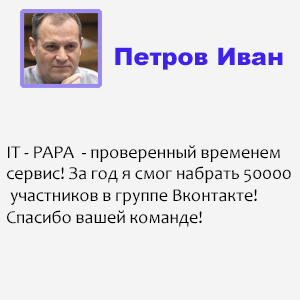 Петров Иван
IT - PAPA - проверенный временем
сервис! За год я смог набрать 50000
участников в группе Вконтакте!
Спасибо вашей команде!